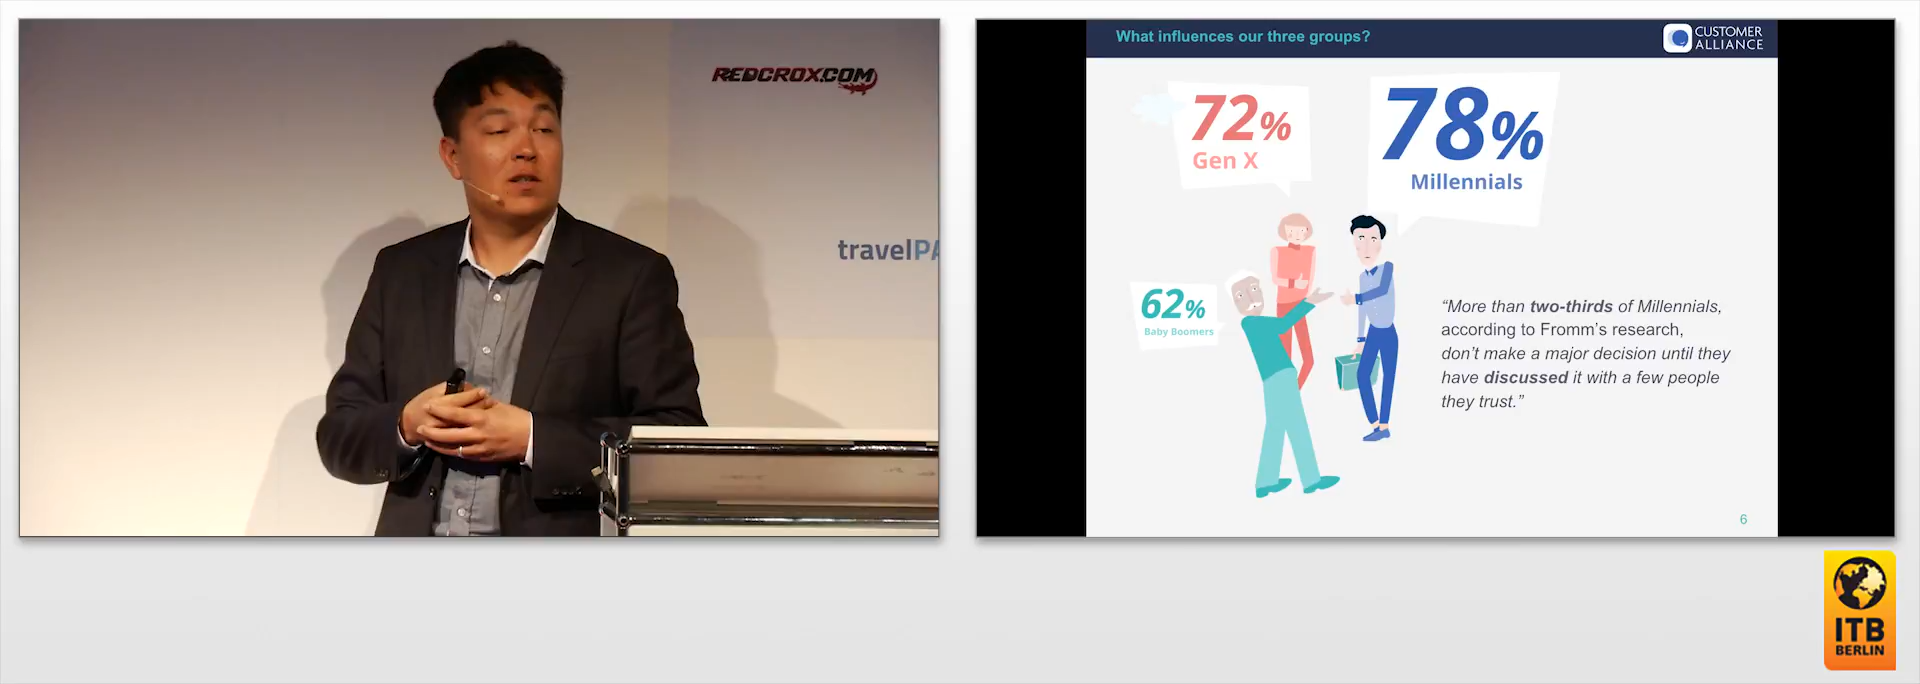 REDCROX.COM
travelPA
What influences our three groups?
CUSTOMER
ALLIANCE
72%
Gen X
78%
Millennials
62%
Baby Boomers
“More than two-thirds of Millennials,
according to Fromm’s research,
don’t make a major decision until they
have discussed it with a few people
they trust.”
6
ITB
BERLIN